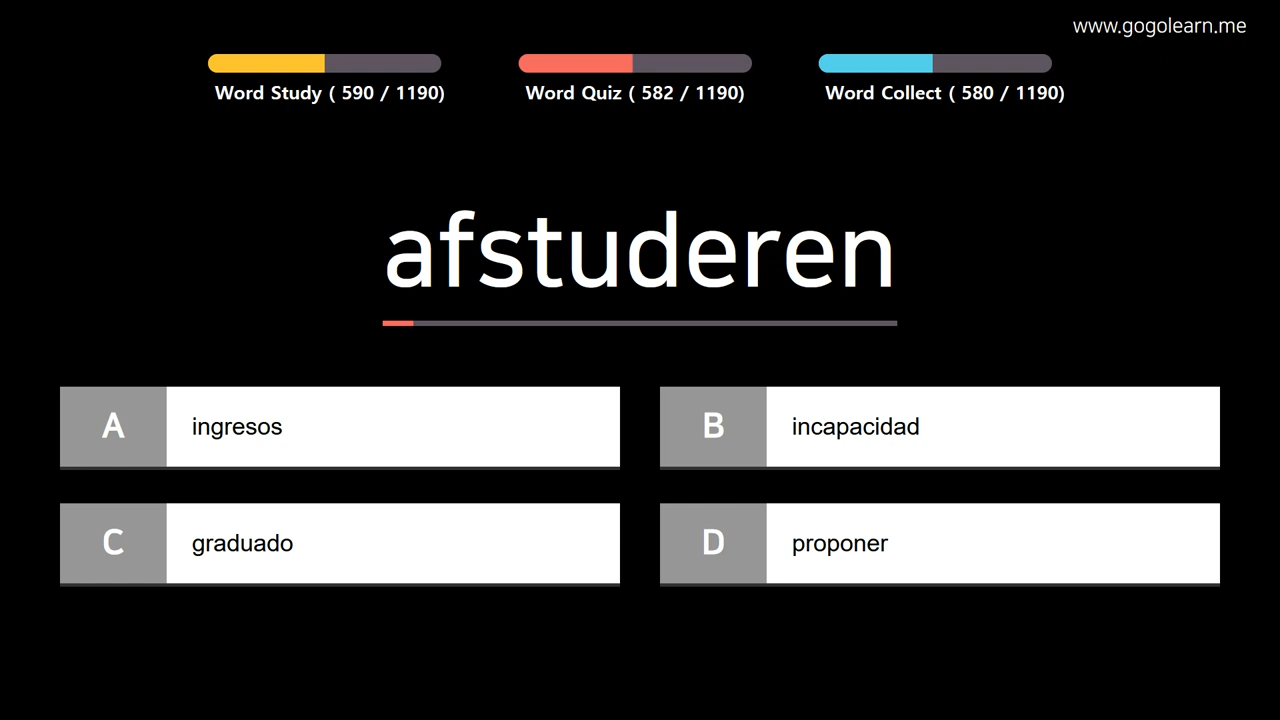 www.gogolearn.me
Word Study ( 590 / 1190)
Word Quiz ( 582 / 1190)
Word Collect ( 580 / 1190)
afstuderen
A
ingresos
B
incapacidad
C
graduado
D
proponer